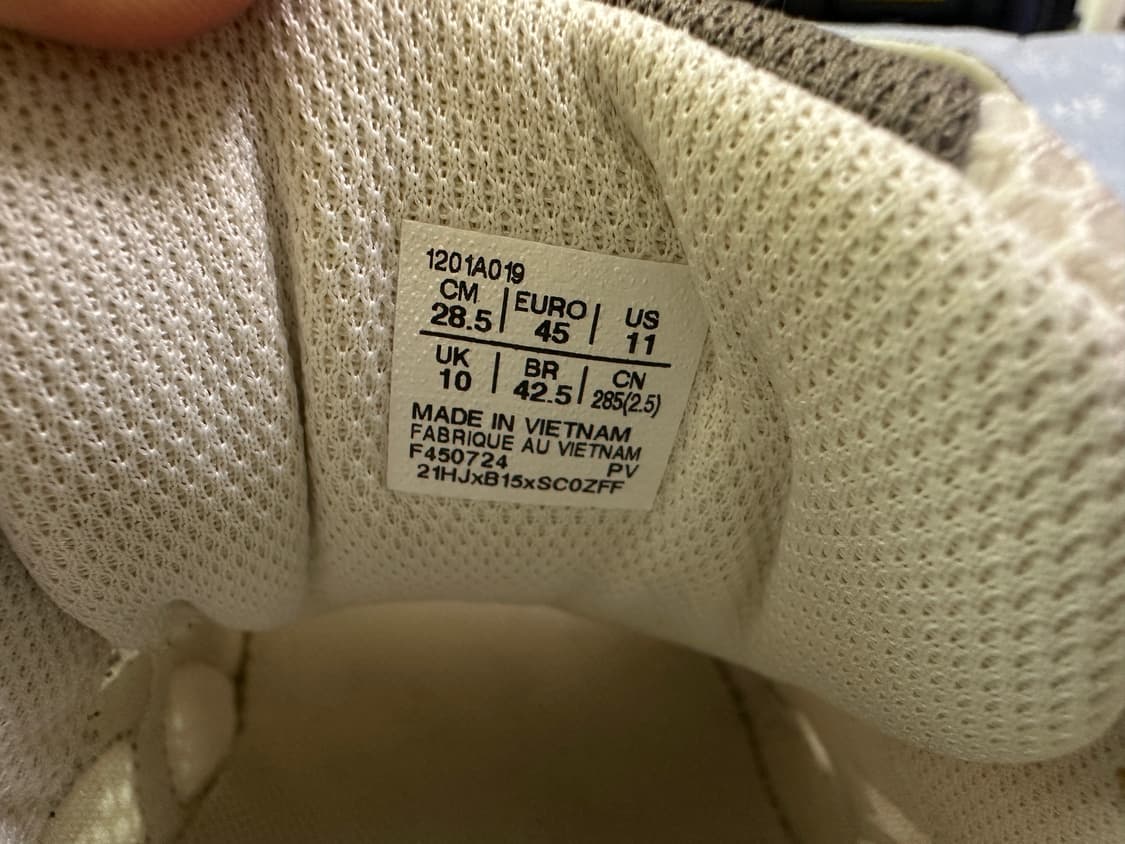 1201A019
CM | EURO | US
28.5 | 45 | 11
UK | BR | CN
10 | 42.5 | 285(2.5)
MADE IN VIETNAM
FABRIQUE AU VIETNAM
F450724 PV
21HJxB15xSC0ZFF